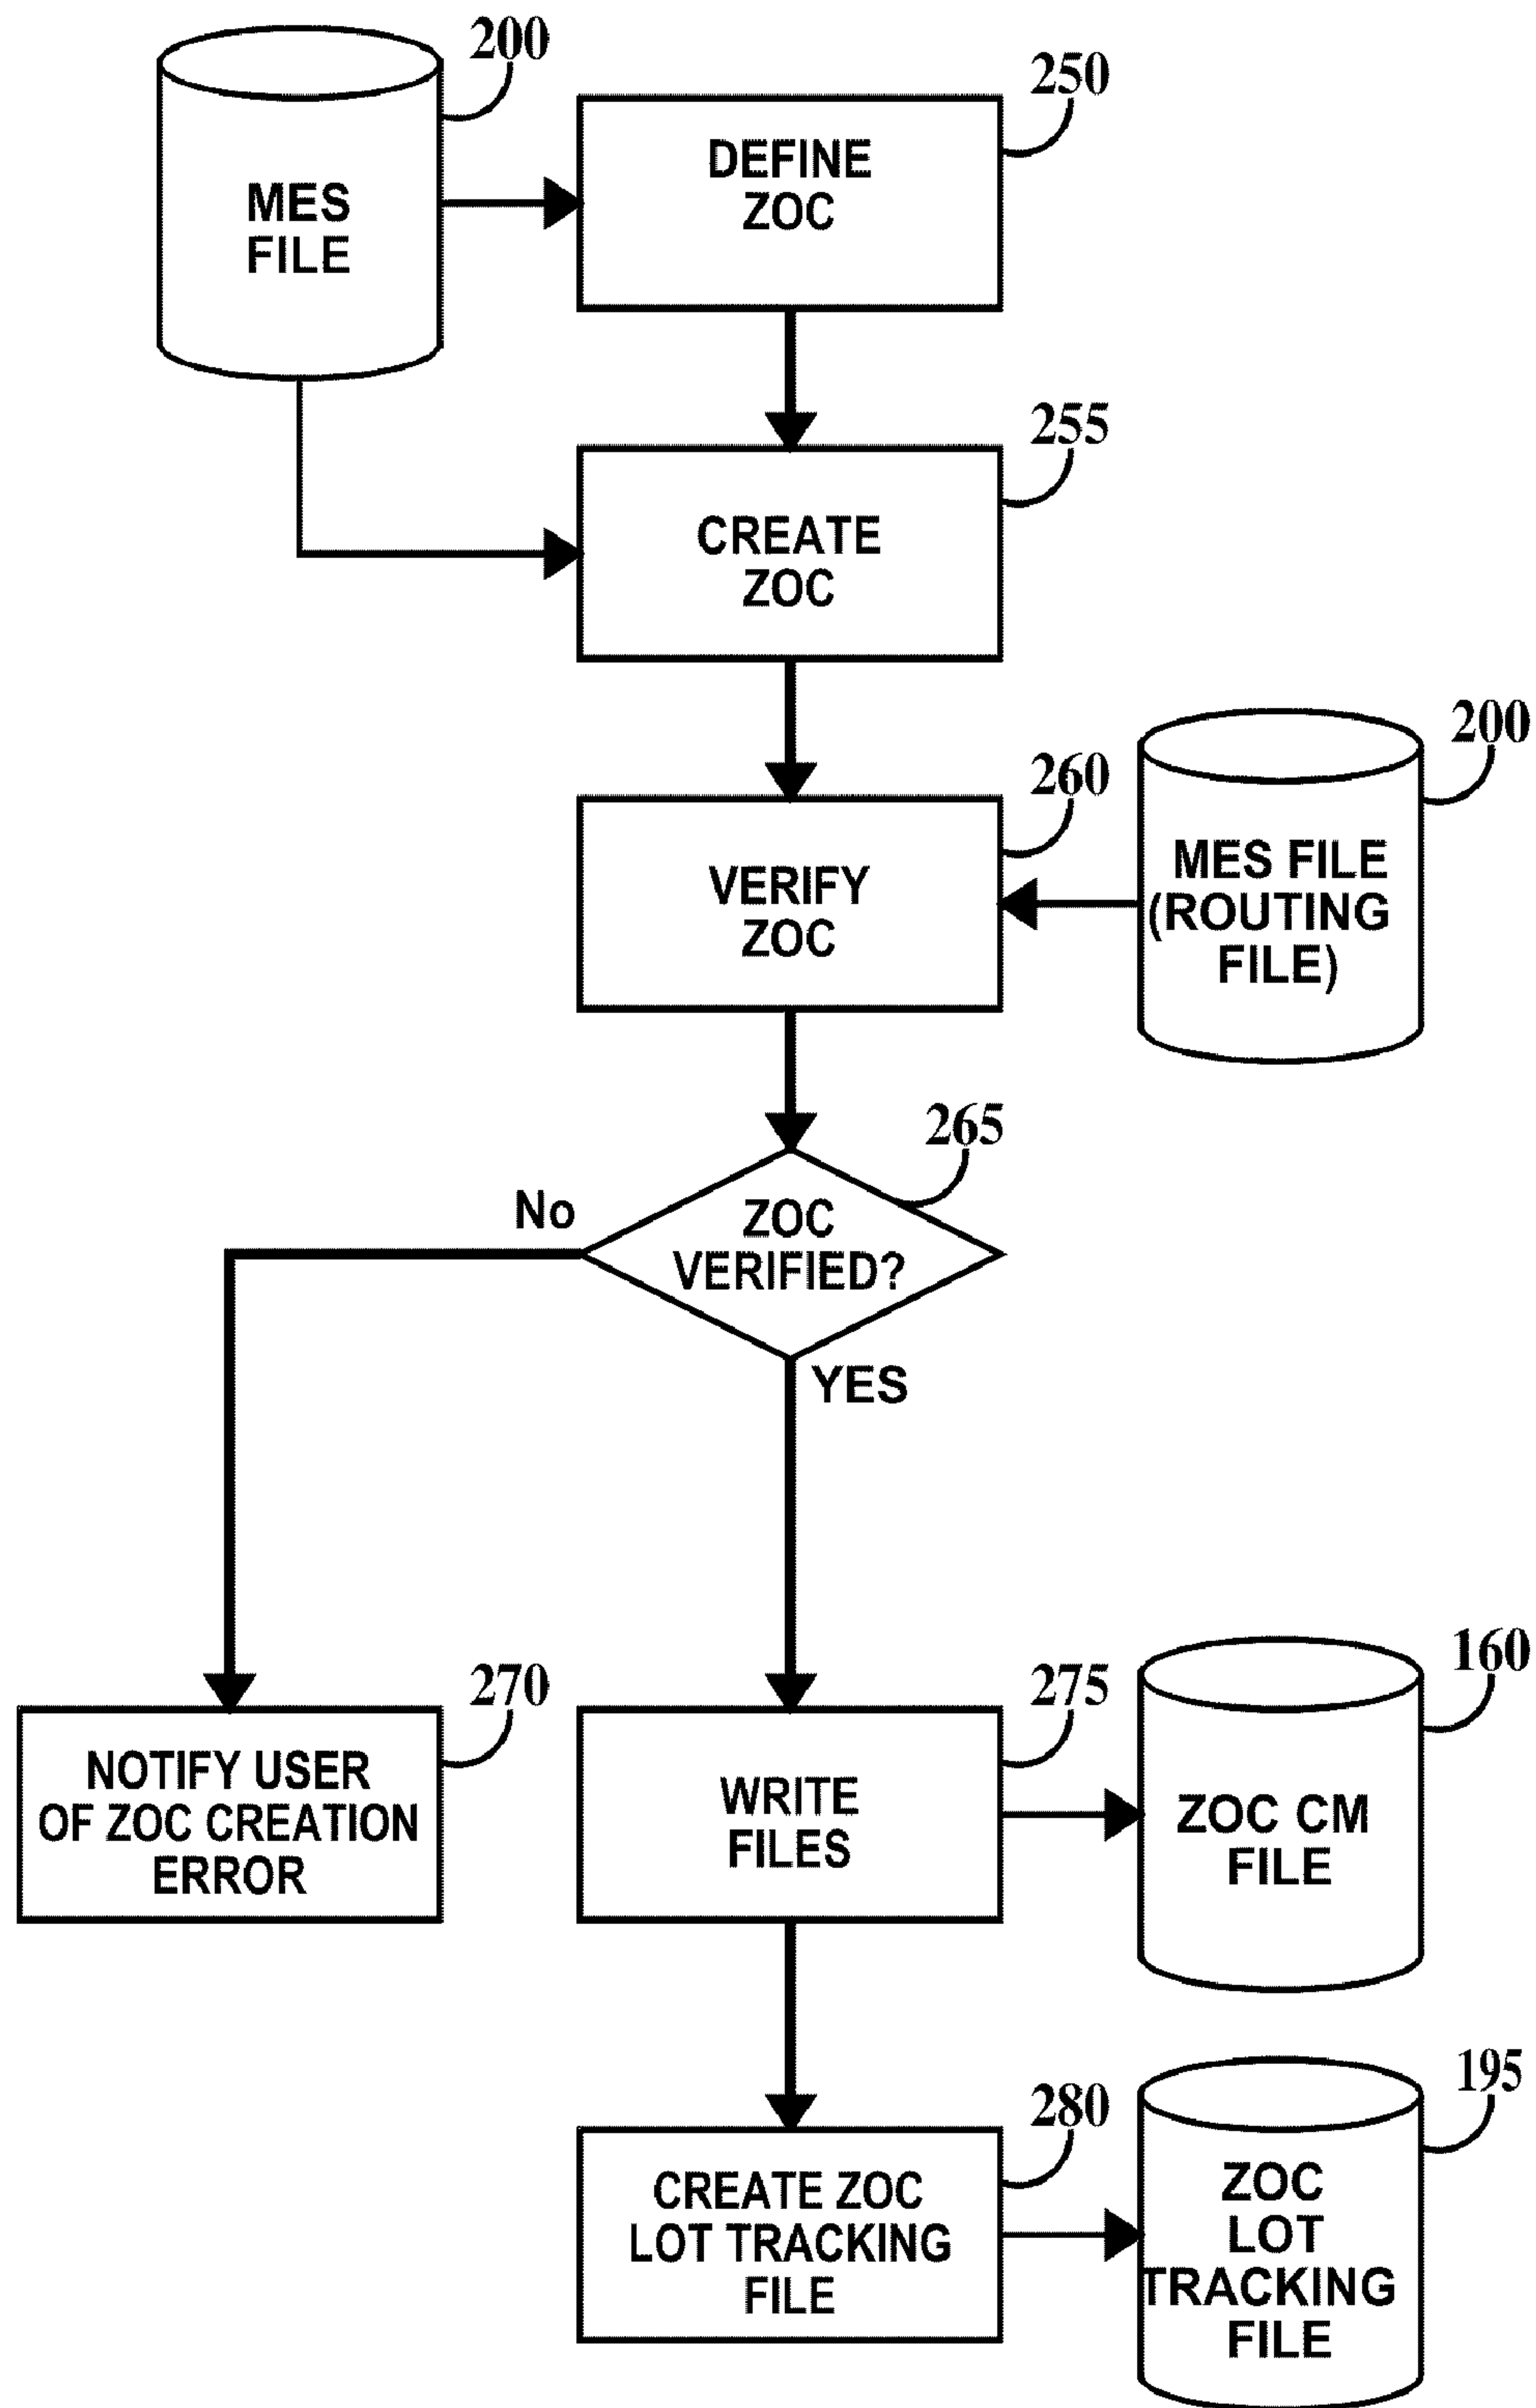 200
MES
FILE
250
DEFINE
ZOC
255
CREATE
ZOC
260
VERIFY
ZOC
200
MES FILE
(ROUTING
FILE)
265
ZOC
VERIFIED?
No
YES
270
NOTIFY USER
OF ZOC CREATION
ERROR
275
WRITE
FILES
160
ZOC CM
FILE
280
CREATE ZOC
LOT TRACKING
FILE
195
ZOC
LOT
TRACKING
FILE